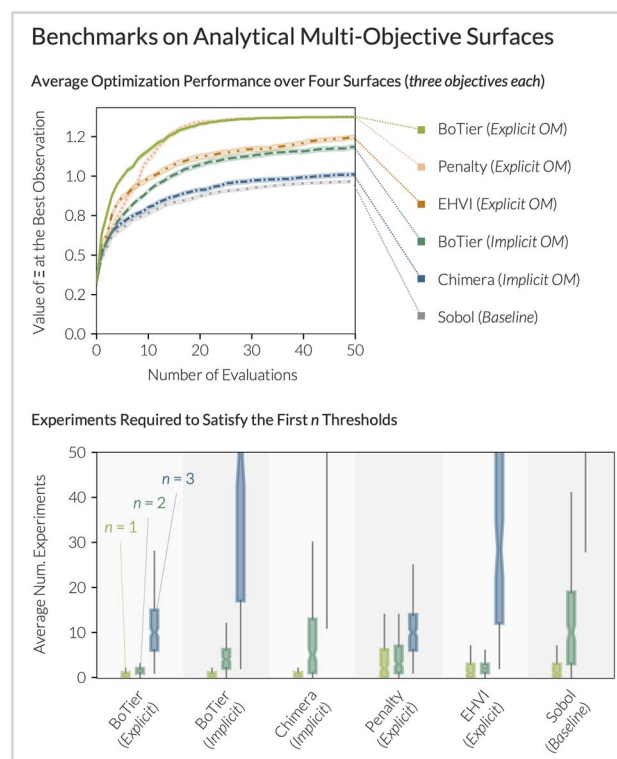 Benchmarks on Analytical Multi-Objective Surfaces
Average Optimization Performance over Four Surfaces (three objectives each)
Value of Ξ at the Best Observation
1.2
1.0
0.8
0.5
0.2
0.0
0
10
20
30
40
50
Number of Evaluations
BoTier (Explicit OM)
Penalty (Explicit OM)
EHVI (Explicit OM)
BoTier (Implicit OM)
Chimera (Implicit OM)
Sobol (Baseline)
Experiments Required to Satisfy the First n Thresholds
Average Num. Experiments
50
40
30
20
10
0
n = 1
n = 2
n = 3
BoTier
(Explicit)
BoTier
(Implicit)
Chimera
(Implicit)
Penalty
(Explicit)
EHVI
(Explicit)
Sobol
(Baseline)